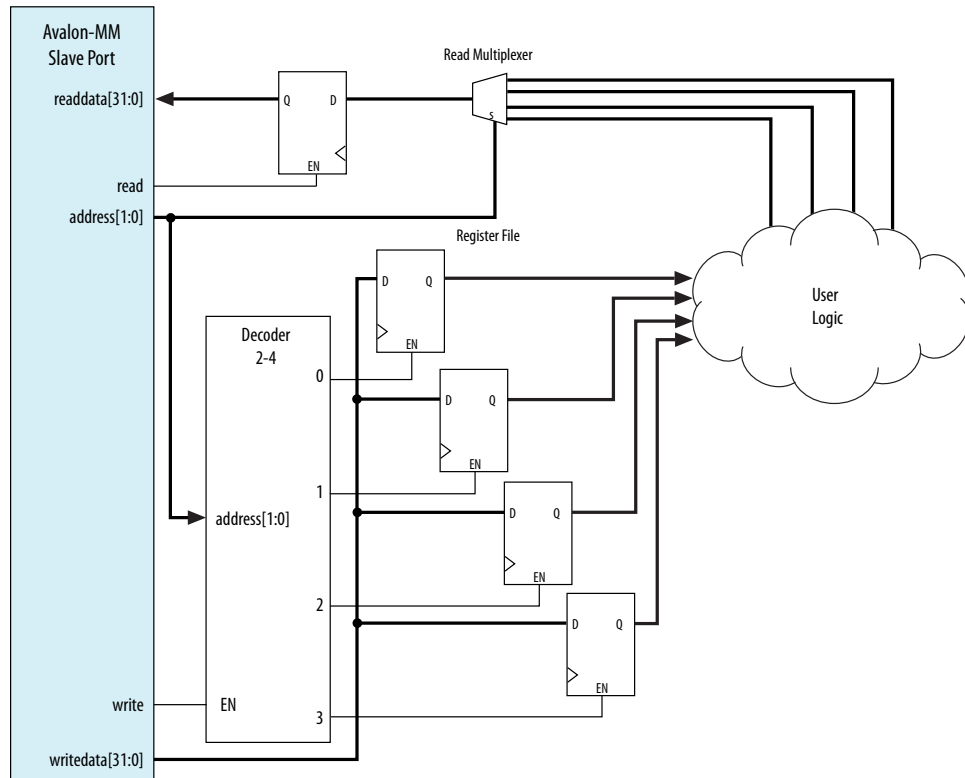 Avalon-MM
Slave Port
Read Multiplexer
readdata[31:0]
Q
D
s
EN
read
address[1:0]
Register File
D
Q
EN
User
Logic
Decoder
2-4
0
D
Q
EN
1
address[1:0]
D
Q
EN
2
D
Q
EN
3
write
EN
writedata[31:0]